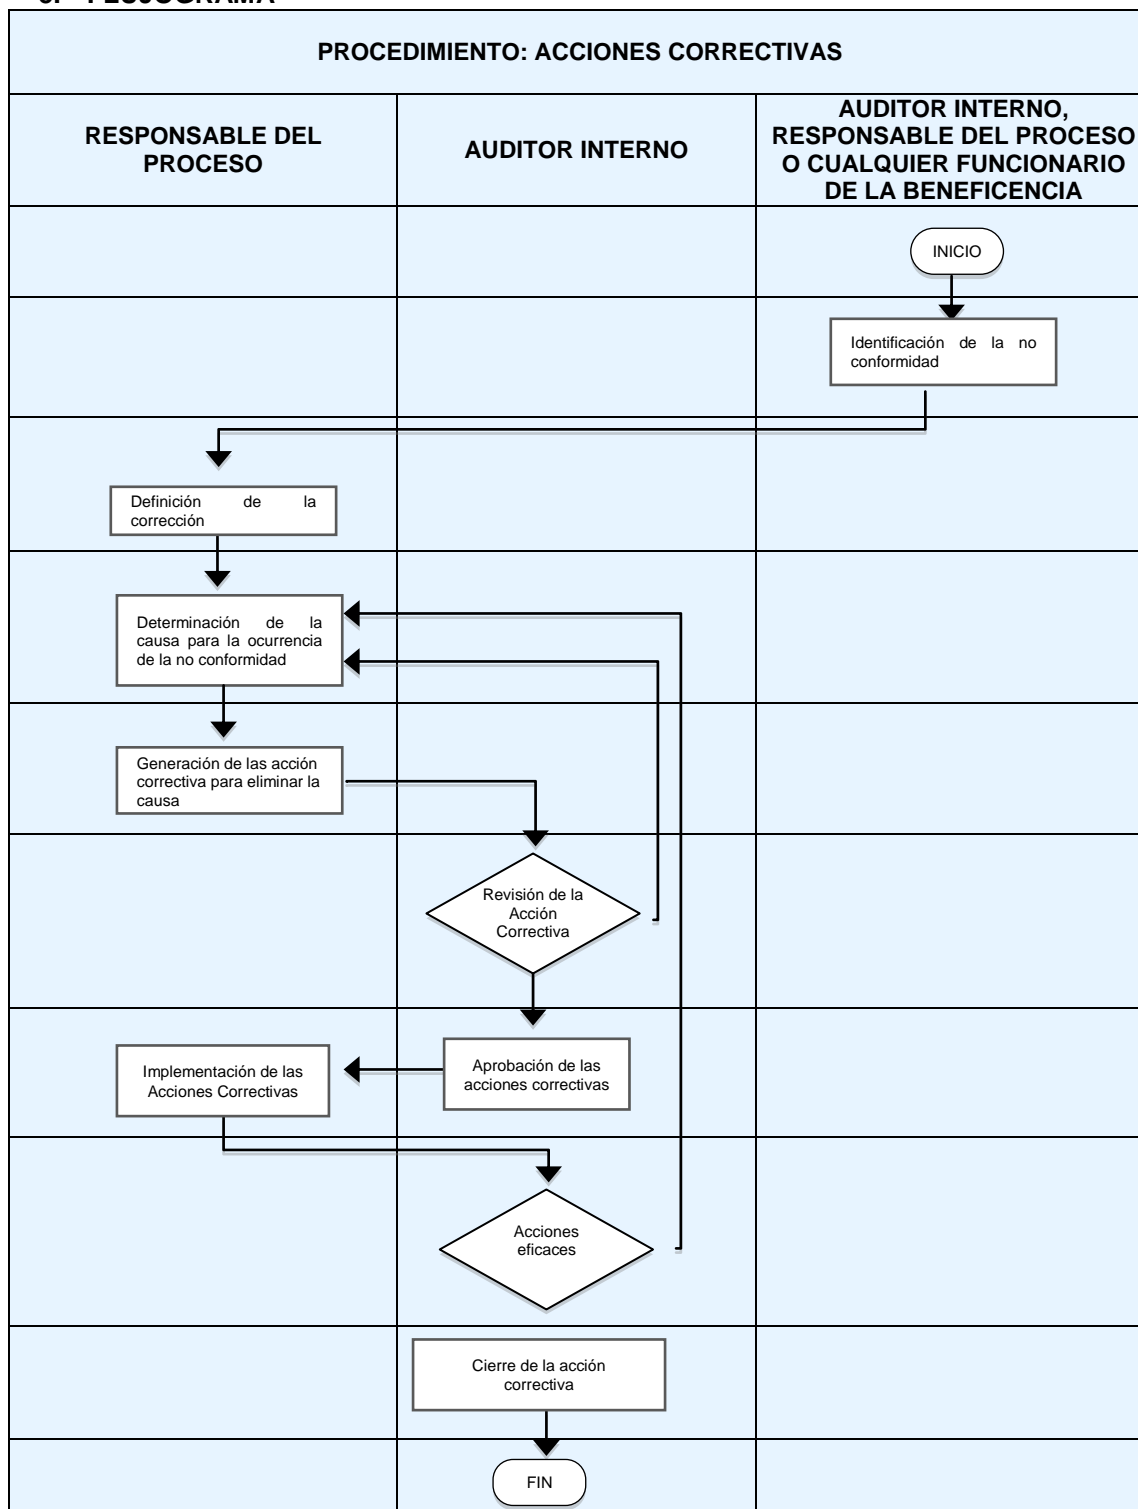 PROCEDIMIENTO: ACCIONES CORRECTIVAS
RESPONSABLE DEL
PROCESO
AUDITOR INTERNO
AUDITOR INTERNO,
RESPONSABLE DEL PROCESO
O CUALQUIER FUNCIONARIO
DE LA BENEFICENCIA
INICIO
Identificación de la no
conformidad
Definición de la
corrección
Determinación de la
causa para la ocurrencia
de la no conformidad
Generación de las acción
correctiva para eliminar la
causa
Revisión de la
Acción
Correctiva
Aprobación de las
acciones correctivas
Implementación de las
Acciones Correctivas
Acciones
eficaces
Cierre de la acción
correctiva
FIN